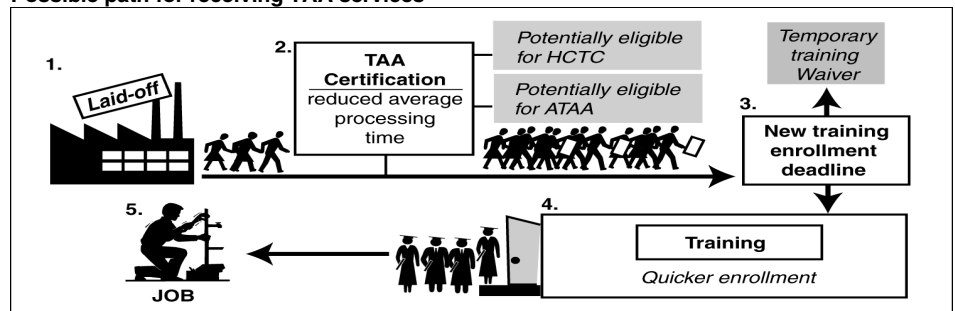 Possible path for receiving TAA services
1.
Laid-off
2.
TAA
Certification
reduced average
processing
time
Potentially eligible
for HCTC
Potentially eligible
for ATAA
Temporary
training
Waiver
3.
New training
enrollment
deadline
4.
Training
Quicker enrollment
5.
JOB